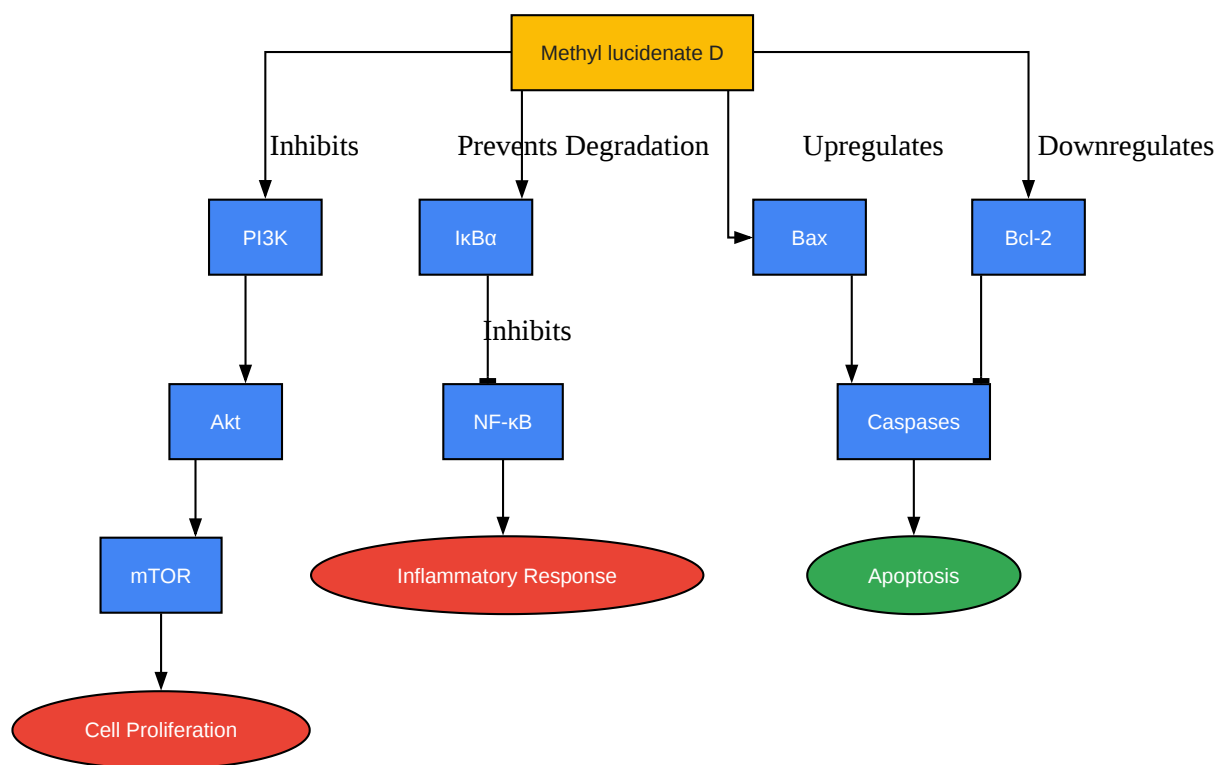 Methyl lucidenate D
Inhibits
Prevents Degradation
Upregulates
Downregulates
PI3K
IκBα
Bax
Bcl-2
Inhibits
Akt
NF-κB
Caspases
mTOR
Inflammatory Response
Apoptosis
Cell Proliferation